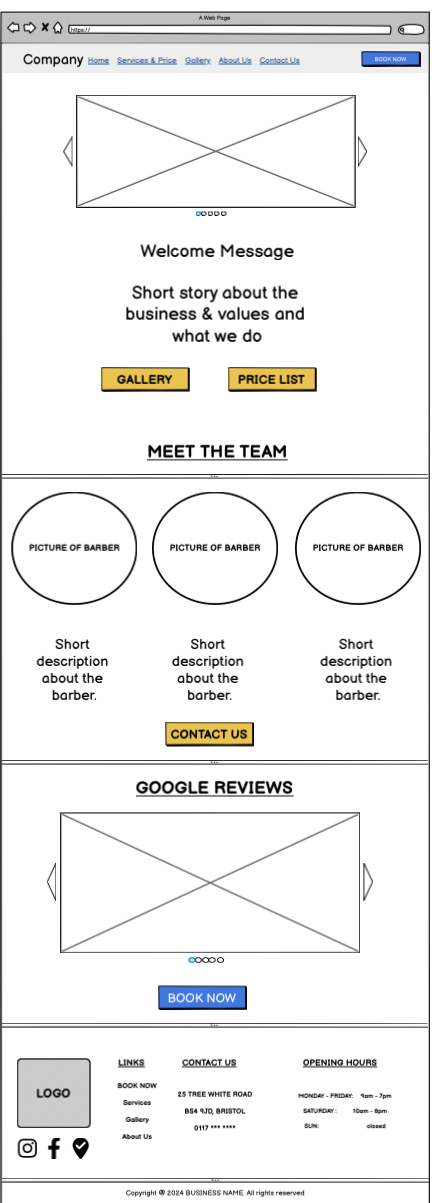 A Web Page
https://
Company Home Services & Price Gallery About Us Contact Us BOOK NOW
Welcome Message
Short story about the
business & values and
what we do
GALLERY PRICE LIST
MEET THE TEAM
PICTURE OF BARBER PICTURE OF BARBER PICTURE OF BARBER
Short Short Short
description description description
about the about the about the
barber. barber. barber.
CONTACT US
GOOGLE REVIEWS
BOOK NOW
LOGO
LINKS
BOOK NOW
Services
Gallery
About Us
CONTACT US
25 TREE WHITE ROAD
BS4 9JD, BRISTOL
0117 *** ****
OPENING HOURS
MONDAY - FRIDAY: 9am - 7pm
SATURDAY : 10am - 8pm
SUN: closed
Copyright @ 2024 BUSINESS NAME. All rights reserved